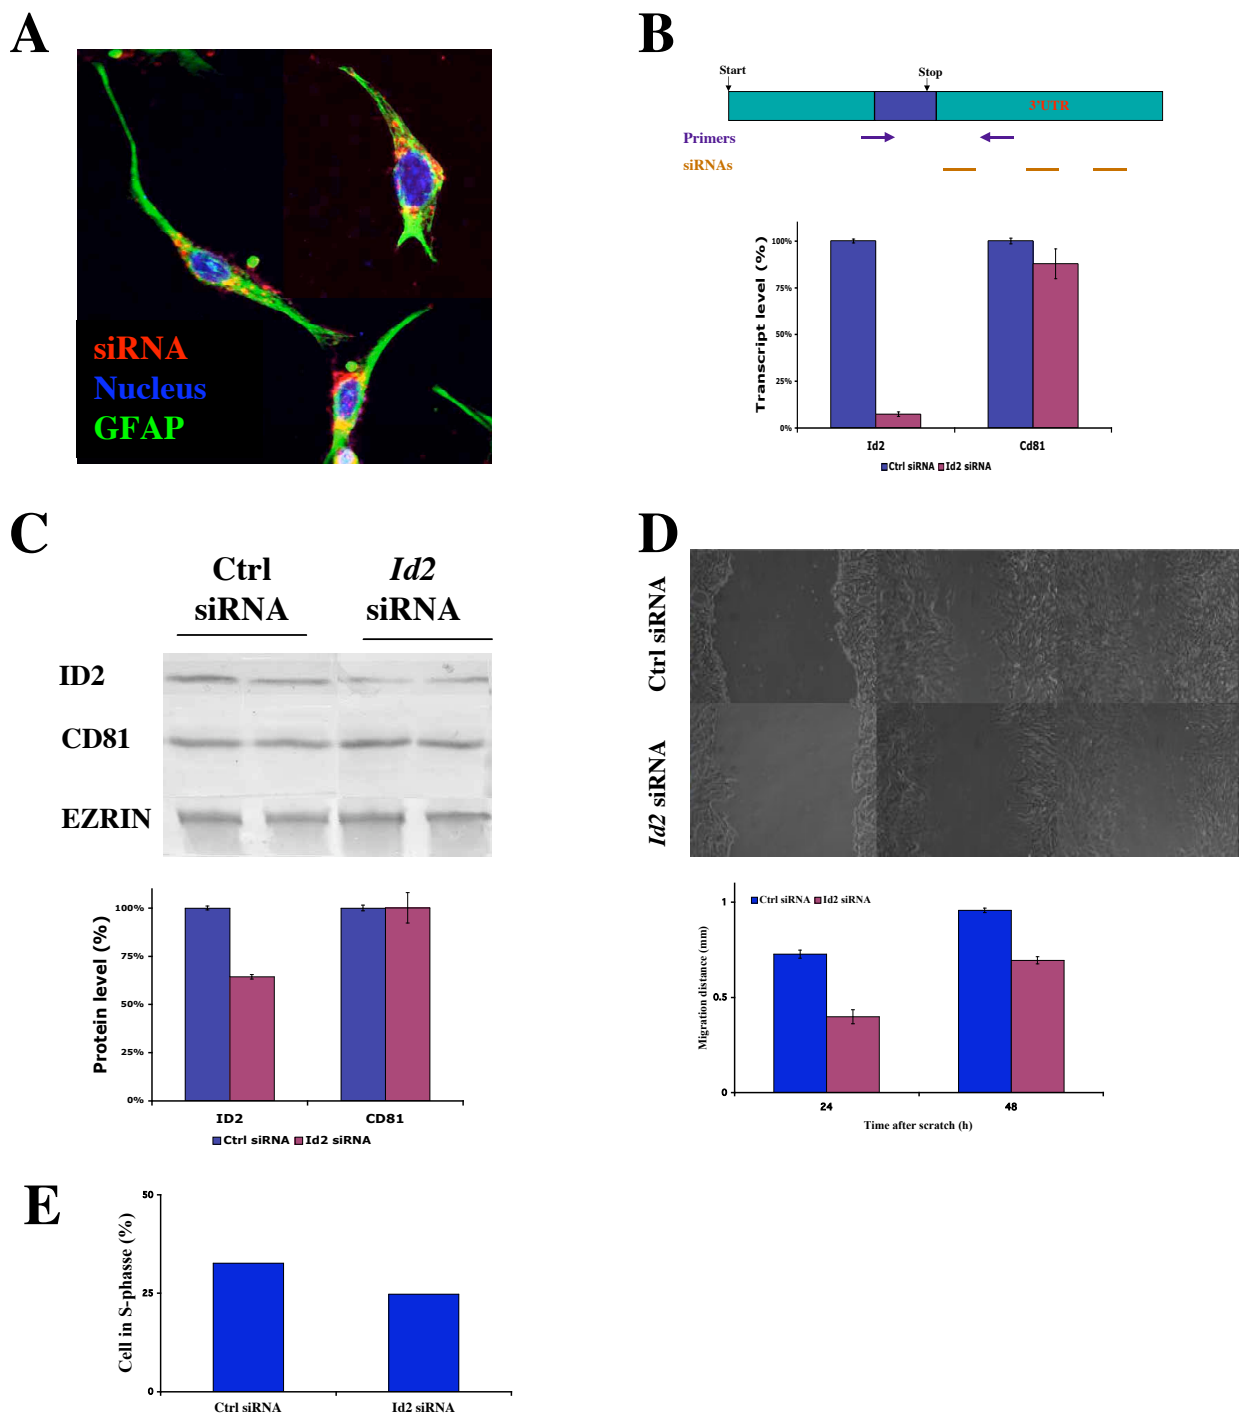 A
siRNA
Nucleus
GFAP
B
Start
Stop
3'UTR
Primers
siRNAs
Transcript level (%)
100%
75%
50%
25%
0%
Id2
Cd81
Ctrl siRNA
Id2 siRNA
C
Ctrl
siRNA
Id2
siRNA
ID2
CD81
EZRIN
Protein level (%)
100%
75%
50%
25%
0%
ID2
CD81
Ctrl siRNA
Id2 siRNA
D
Ctrl siRNA
Id2 siRNA
Ctrl siRNA
Id2 siRNA
Migration distance (mm)
1
0.5
0
24
48
Time after scratch (h)
E
Cell in S-phasse (%)
50
25
0
Ctrl siRNA
Id2 siRNA